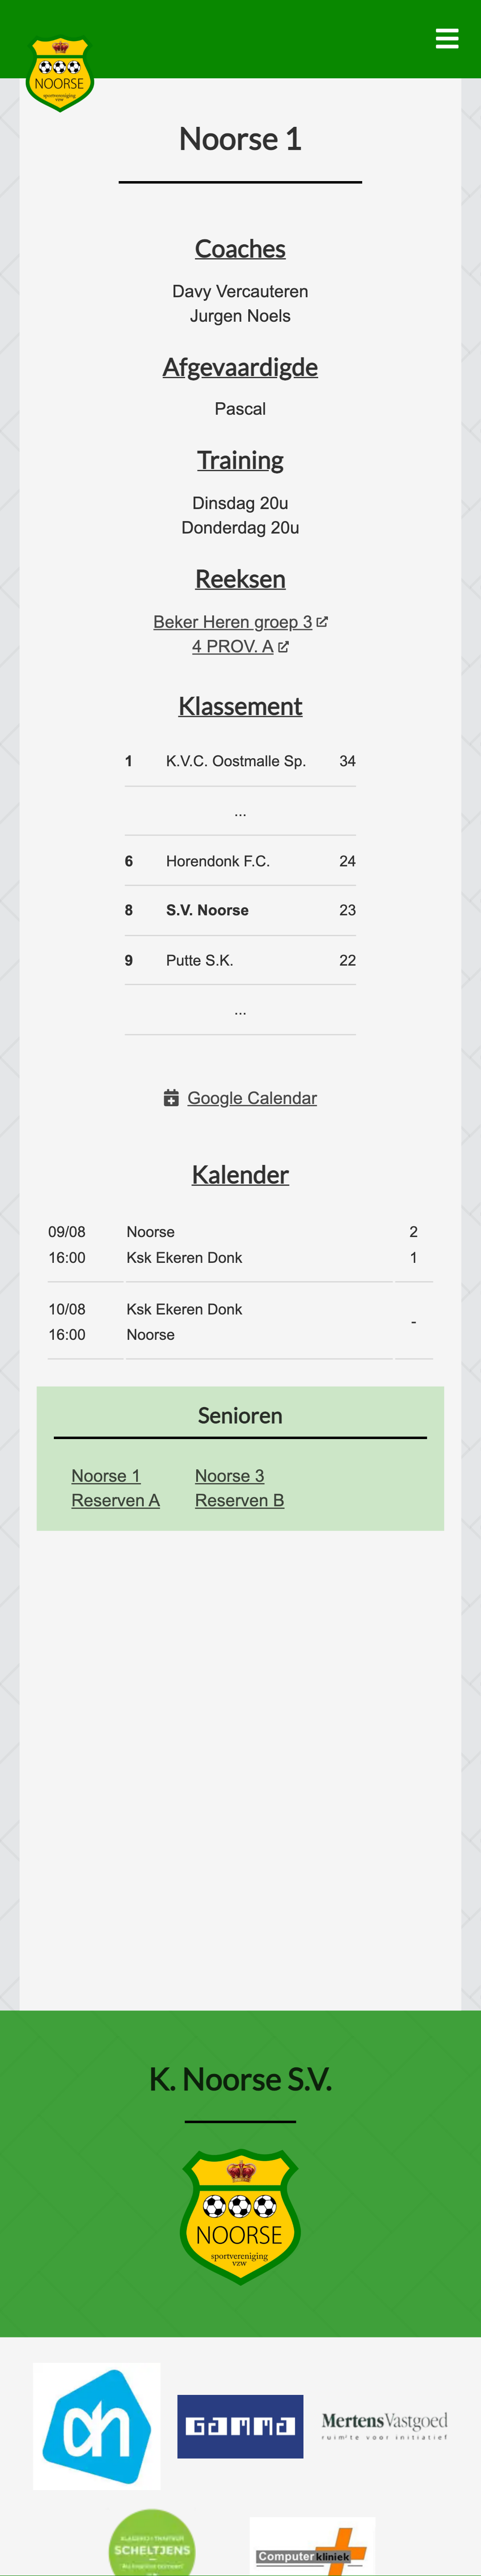 NOORSE
sportvereniging
vzw
Noorse 1
Coaches
Davy Vercauteren
Jurgen Noels
Afgevaardigde
Pascal
Training
Dinsdag 20u
Donderdag 20u
Reeksen
Beker Heren groep 3
4 PROV. A
Klassement
1 K.V.C. Oostmalle Sp. 34
...
6 Horendonk F.C. 24
8 S.V. Noorse 23
9 Putte S.K. 22
...
Google Calendar
Kalender
09/08 Noorse 2
16:00 Ksk Ekeren Donk 1
10/08 Ksk Ekeren Donk
-
16:00 Noorse
Senioren
Noorse 1 Noorse 3
Reserven A Reserven B
K. Noorse S.V.
NOORSE
sportvereniging
vzw
ah GAMMA MertensVastgoed
ruimte voor initiatief
SCHELTJENS
Computerkliniek